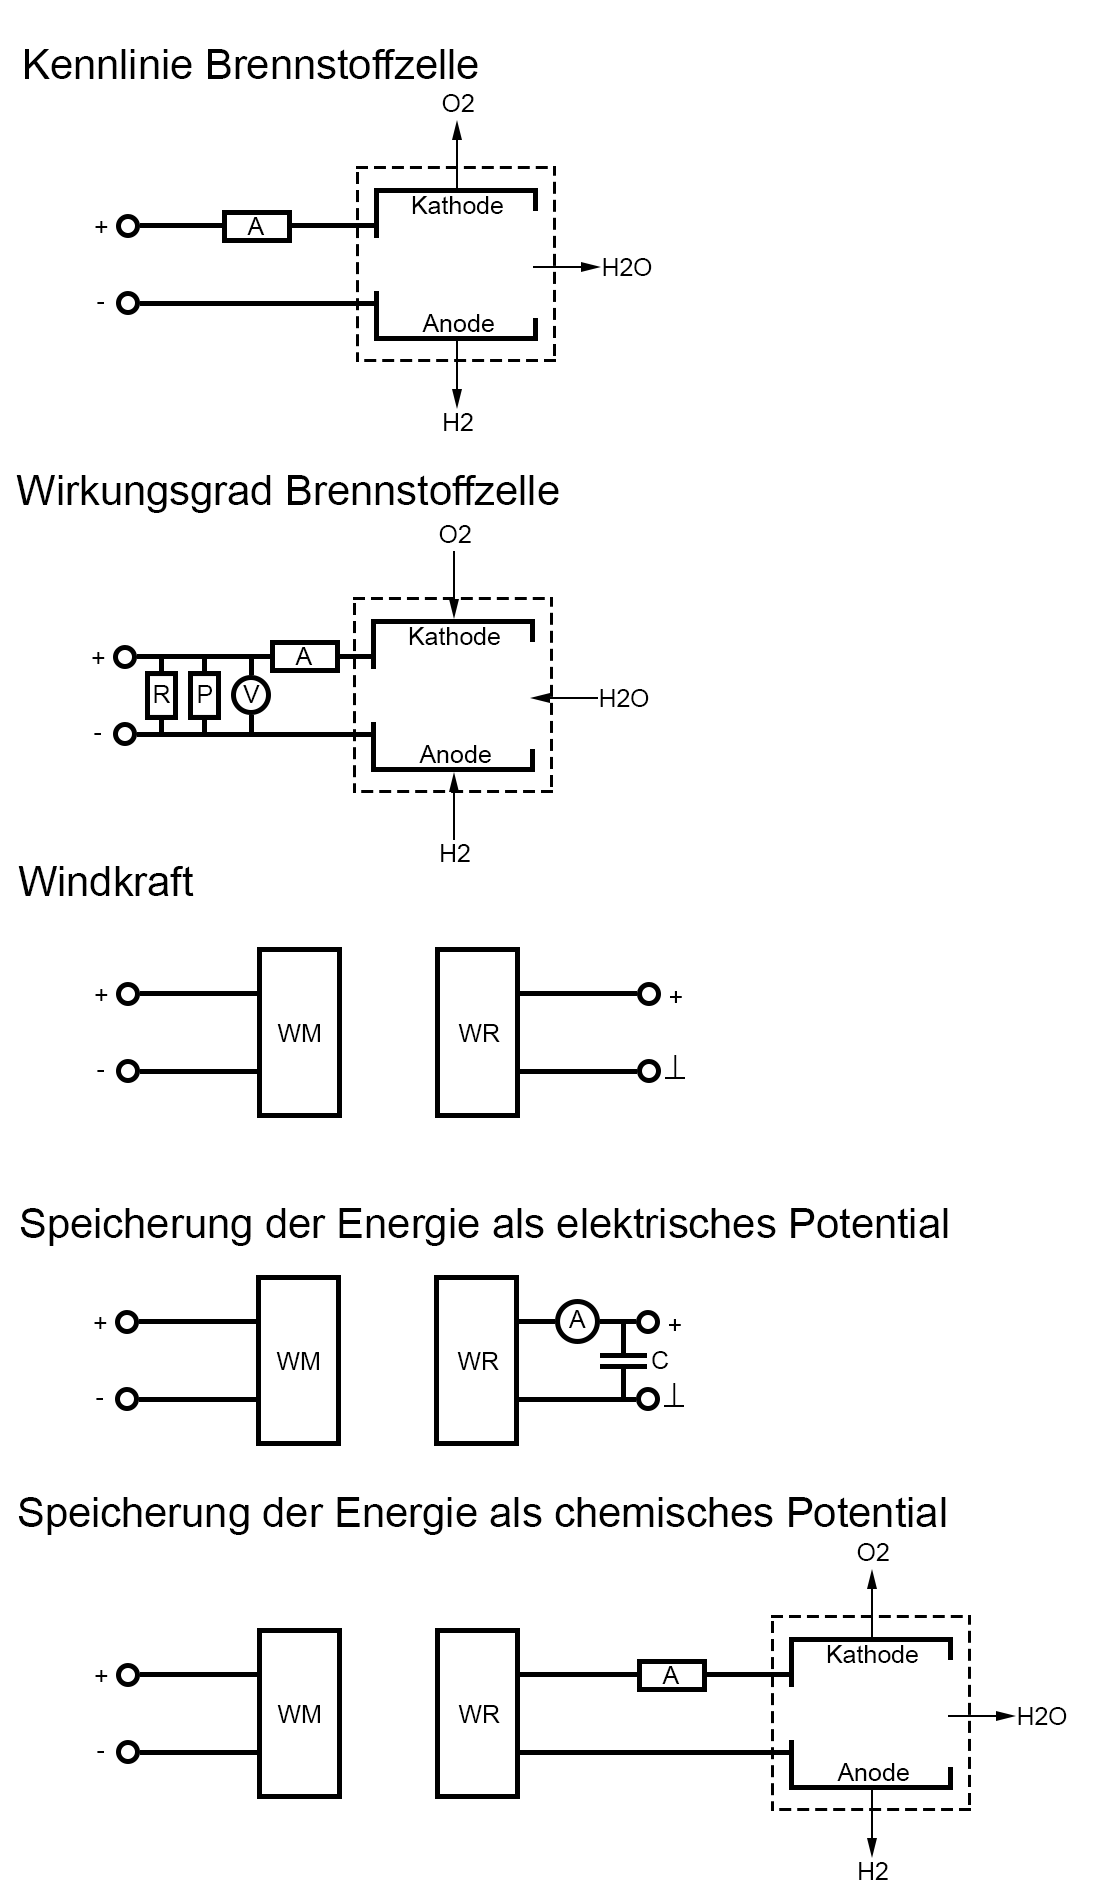 Kennlinie Brennstoffzelle
O2
Kathode
+ A
H2O
-
Anode
H2
Wirkungsgrad Brennstoffzelle
O2
Kathode
+ A
R P V
H2O
-
Anode
H2
Windkraft
+ +
WM WR
- ⊥
Speicherung der Energie als elektrisches Potential
+ A +
WM WR C
- ⊥
Speicherung der Energie als chemisches Potential
O2
Kathode
+ A
WM WR H2O
-
Anode
H2